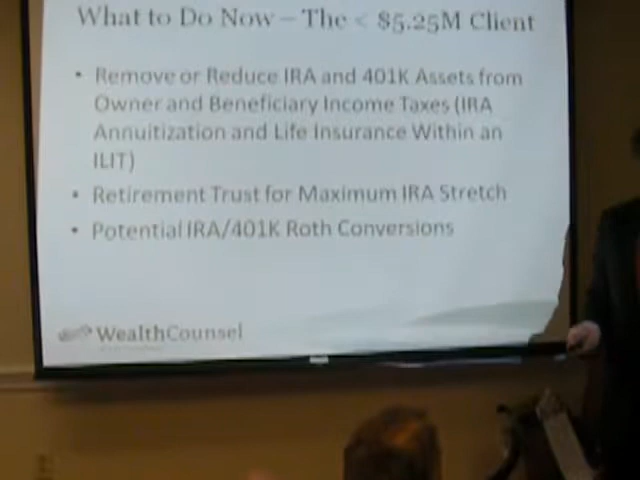 What to Do Now – The < $5.25M Client
• Remove or Reduce IRA and 401K Assets from
Owner and Beneficiary Income Taxes (IRA
Annuitization and Life Insurance Within an
ILIT)
• Retirement Trust for Maximum IRA Stretch
• Potential IRA/401K Roth Conversions
WealthCounsel